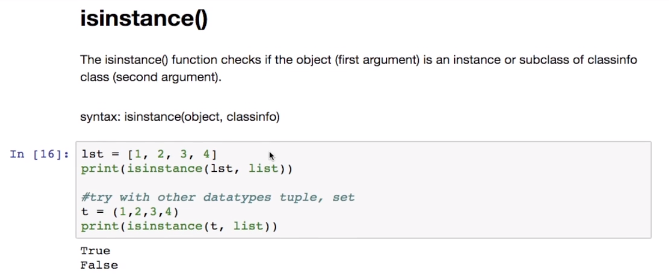 isinstance()
The isinstance() function checks if the object (first argument) is an instance or subclass of classinfo
class (second argument).
syntax: isinstance(object, classinfo)
In [16]: lst = [1, 2, 3, 4]
print(isinstance(lst, list))
#try with other datatypes tuple, set
t = (1,2,3,4)
print(isinstance(t, list))
True
False